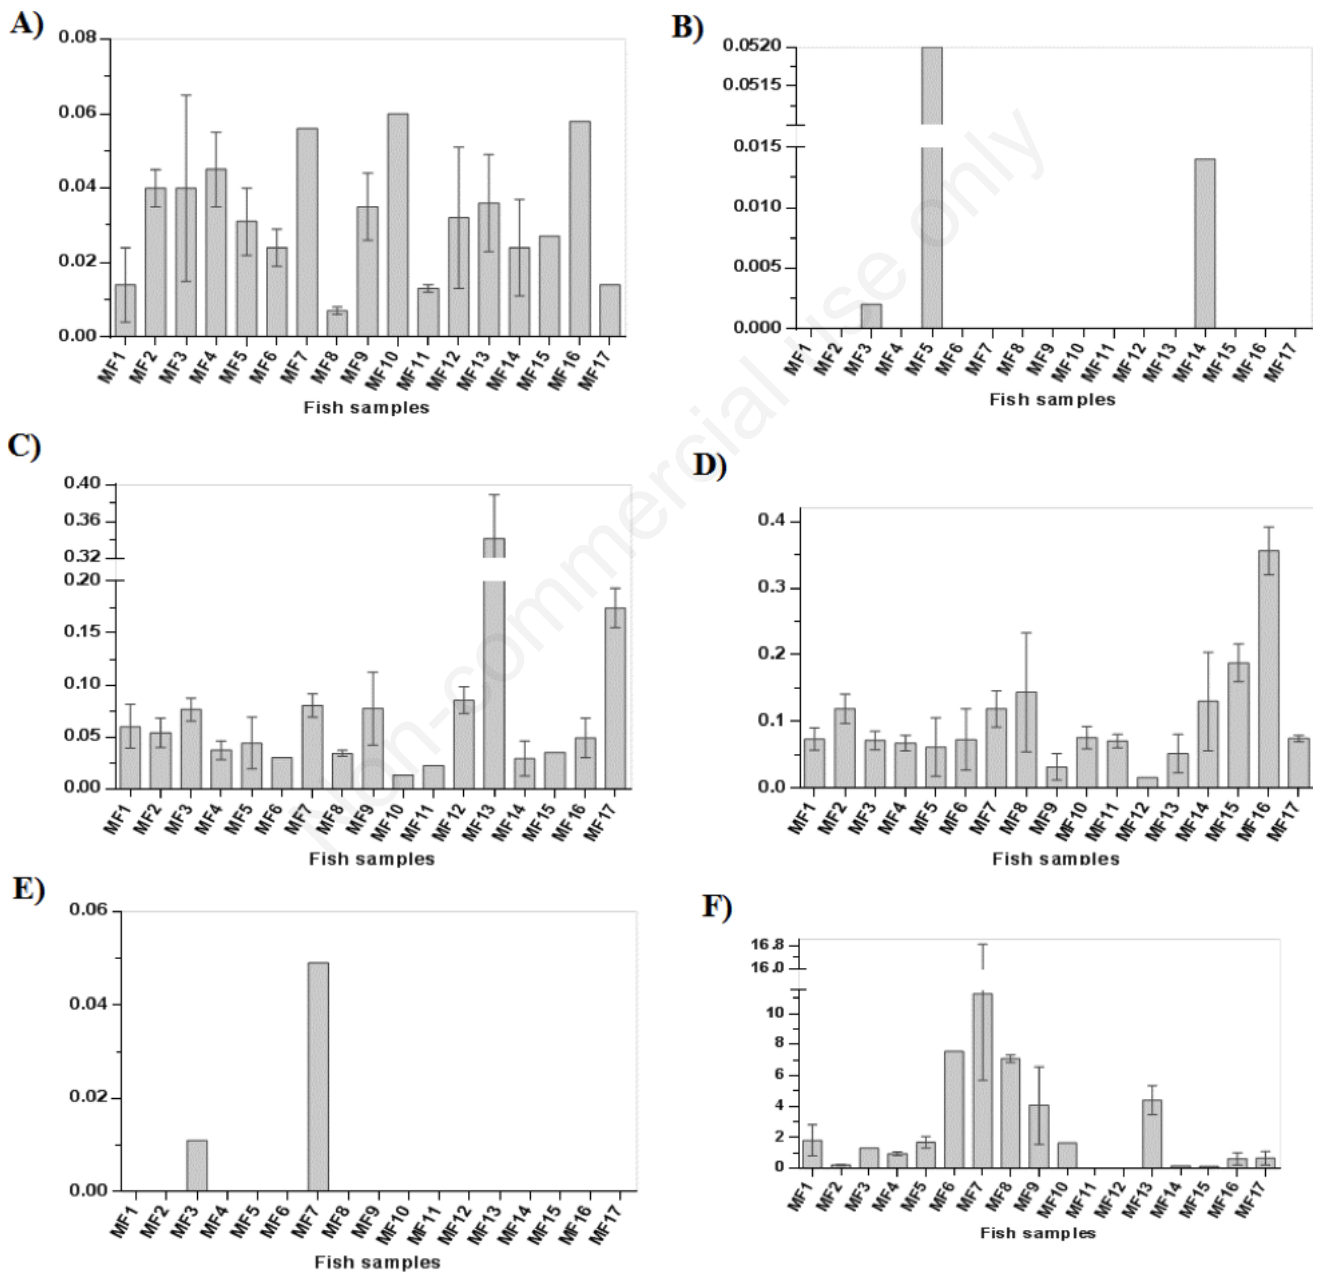 A)
0.08
0.06
0.04
0.02
0.00
MF1 MF2 MF3 MF4 MF5 MF6 MF7 MF8 MF9 MF10 MF11 MF12 MF13 MF14 MF15 MF16 MF17
Fish samples
B)
0.0520
0.0515
0.015
0.010
0.005
0.000
MF1 MF2 MF3 MF4 MF5 MF6 MF7 MF8 MF9 MF10 MF11 MF12 MF13 MF14 MF15 MF16 MF17
Fish samples
C)
0.40
0.36
0.32
0.20
0.15
0.10
0.05
0.00
MF1 MF2 MF3 MF4 MF5 MF6 MF7 MF8 MF9 MF10 MF11 MF12 MF13 MF14 MF15 MF16 MF17
Fish samples
D)
0.4
0.3
0.2
0.1
0.0
MF1 MF2 MF3 MF4 MF5 MF6 MF7 MF8 MF9 MF10 MF11 MF12 MF13 MF14 MF15 MF16 MF17
Fish samples
E)
0.06
0.04
0.02
0.00
MF1 MF2 MF3 MF4 MF5 MF6 MF7 MF8 MF9 MF10 MF11 MF12 MF13 MF14 MF15 MF16 MF17
Fish samples
F)
16.8
16.0
10
8
6
4
2
0
MF1 MF2 MF3 MF4 MF5 MF6 MF7 MF8 MF9 MF10 MF11 MF12 MF13 MF14 MF15 MF16 MF17
Fish samples
Non-commercial use only